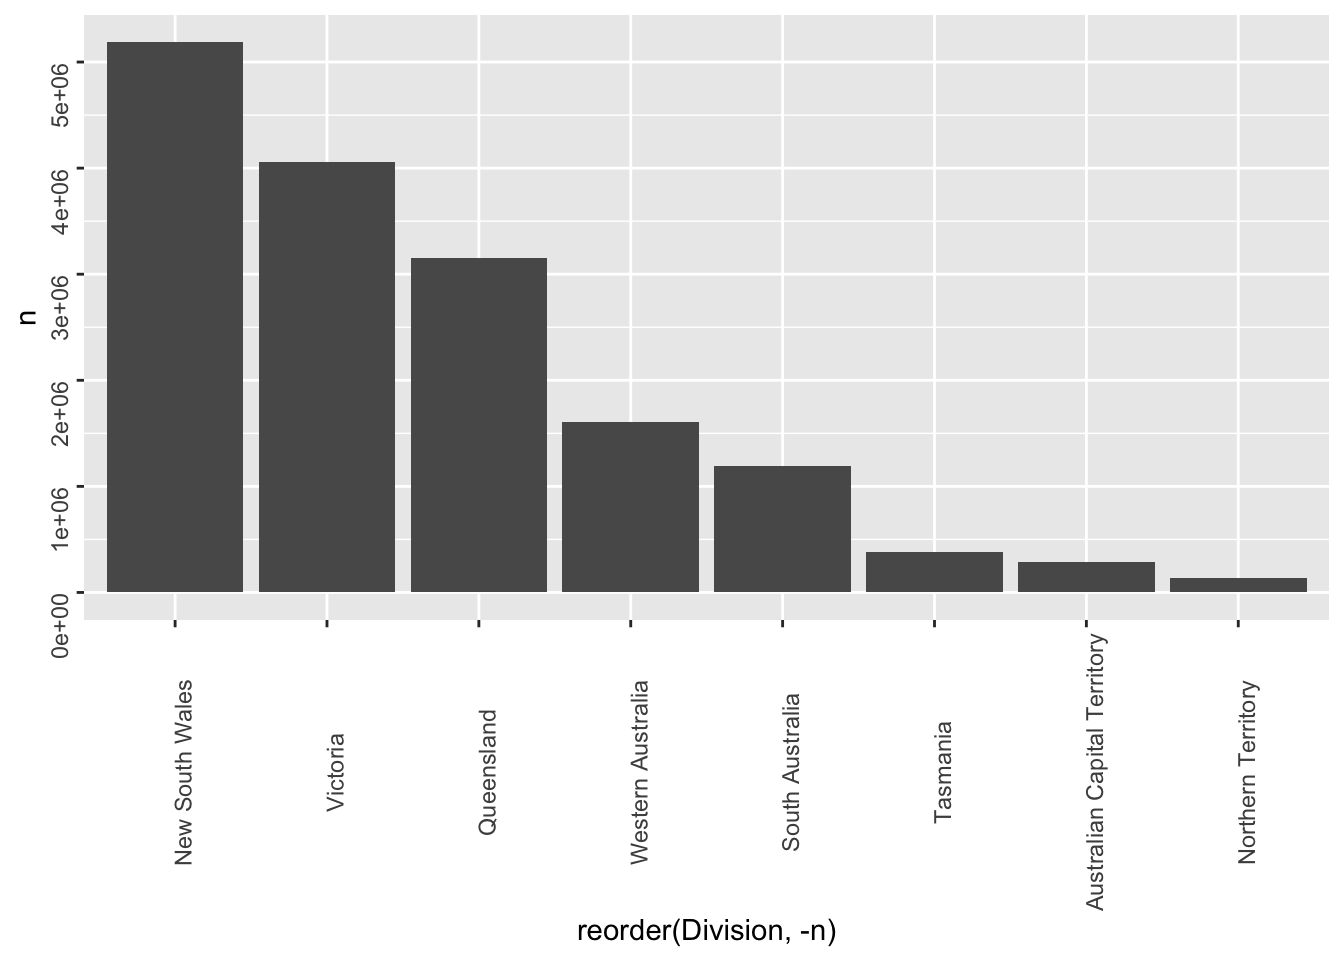 n
5e+06
4e+06
3e+06
2e+06
1e+06
0e+00
New South Wales
Victoria
Queensland
Western Australia
South Australia
Tasmania
Australian Capital Territory
Northern Territory
reorder(Division, -n)